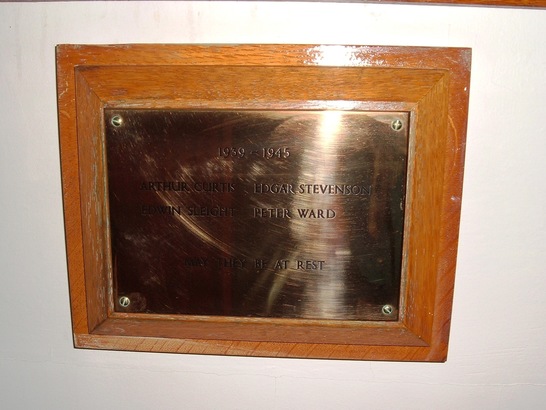 1939 – 1945
ARTHUR CURTIS EDGAR STEVENSON
EDWIN SLEIGHT PETER WARD
MAY THEY BE AT REST